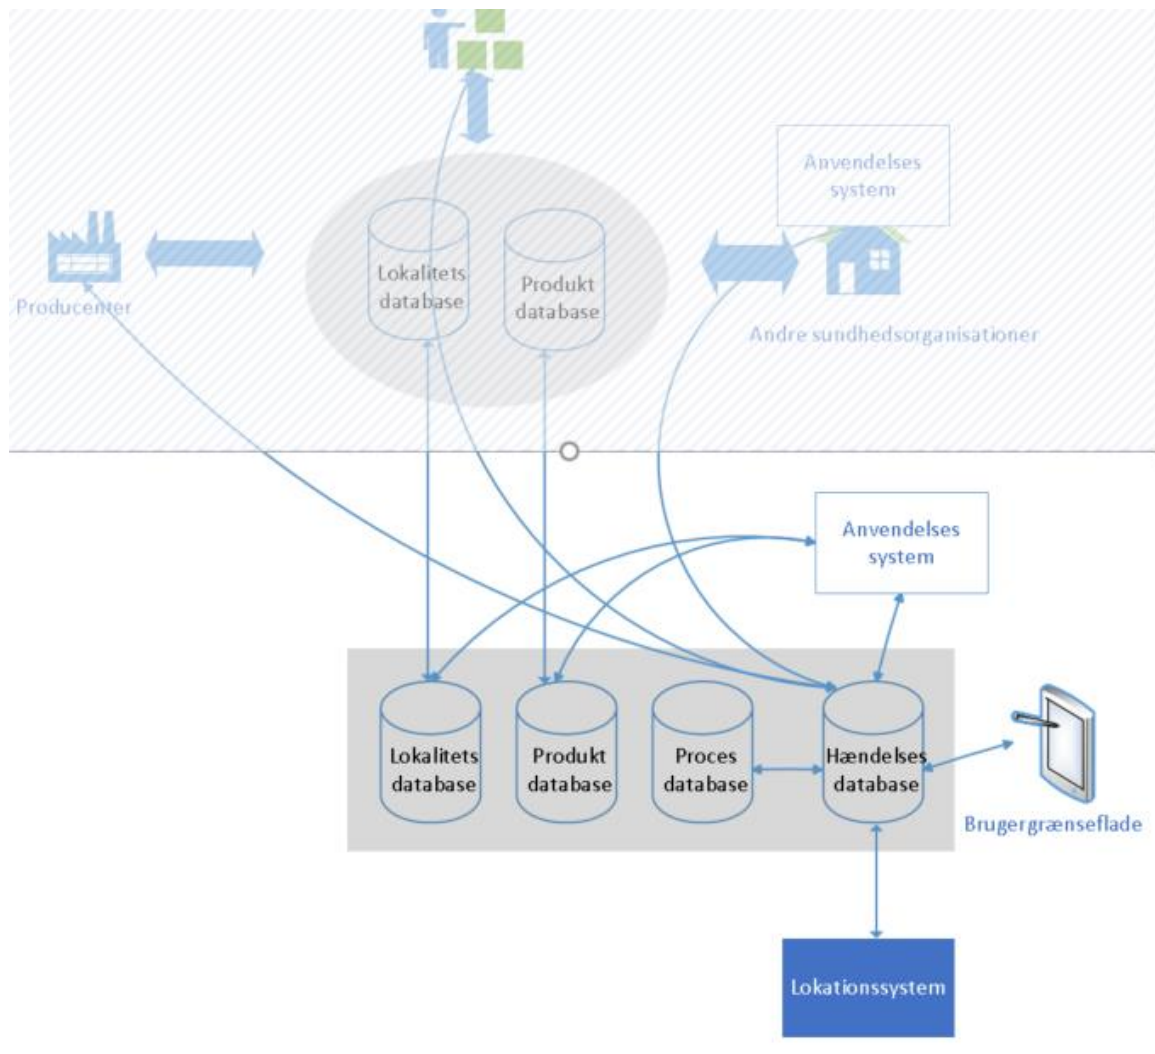 Anvendelses
system
Lokalitets
database
Produkt
database
Producenter
Andre sundhedsorganisationer
Anvendelses
system
Lokalitets
database
Produkt
database
Proces
database
Hændelses
database
Brugergrænseflade
Lokationssystem